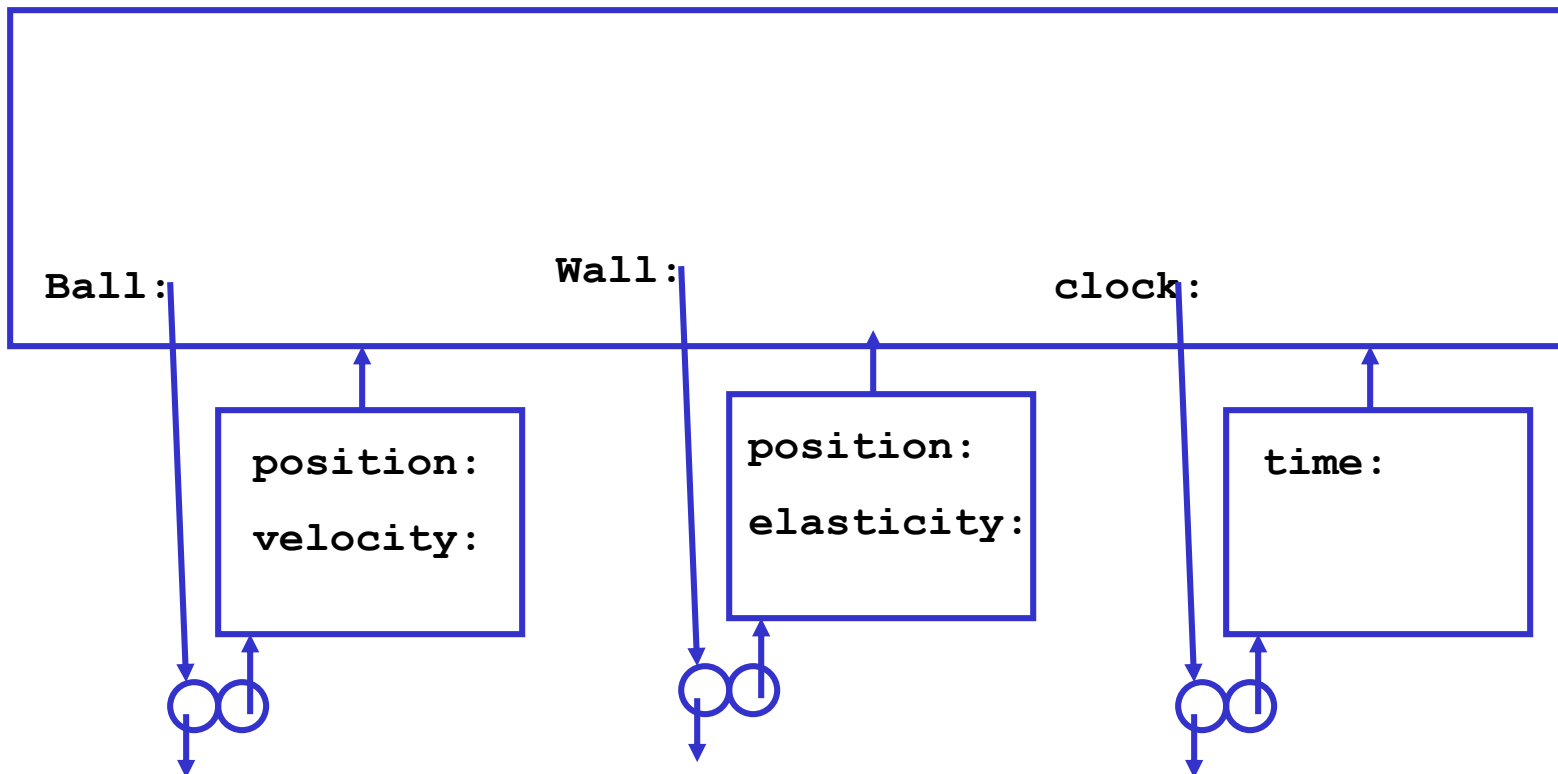 Ball:
Wall:
clock:
position:
velocity:
position:
elasticity:
time: